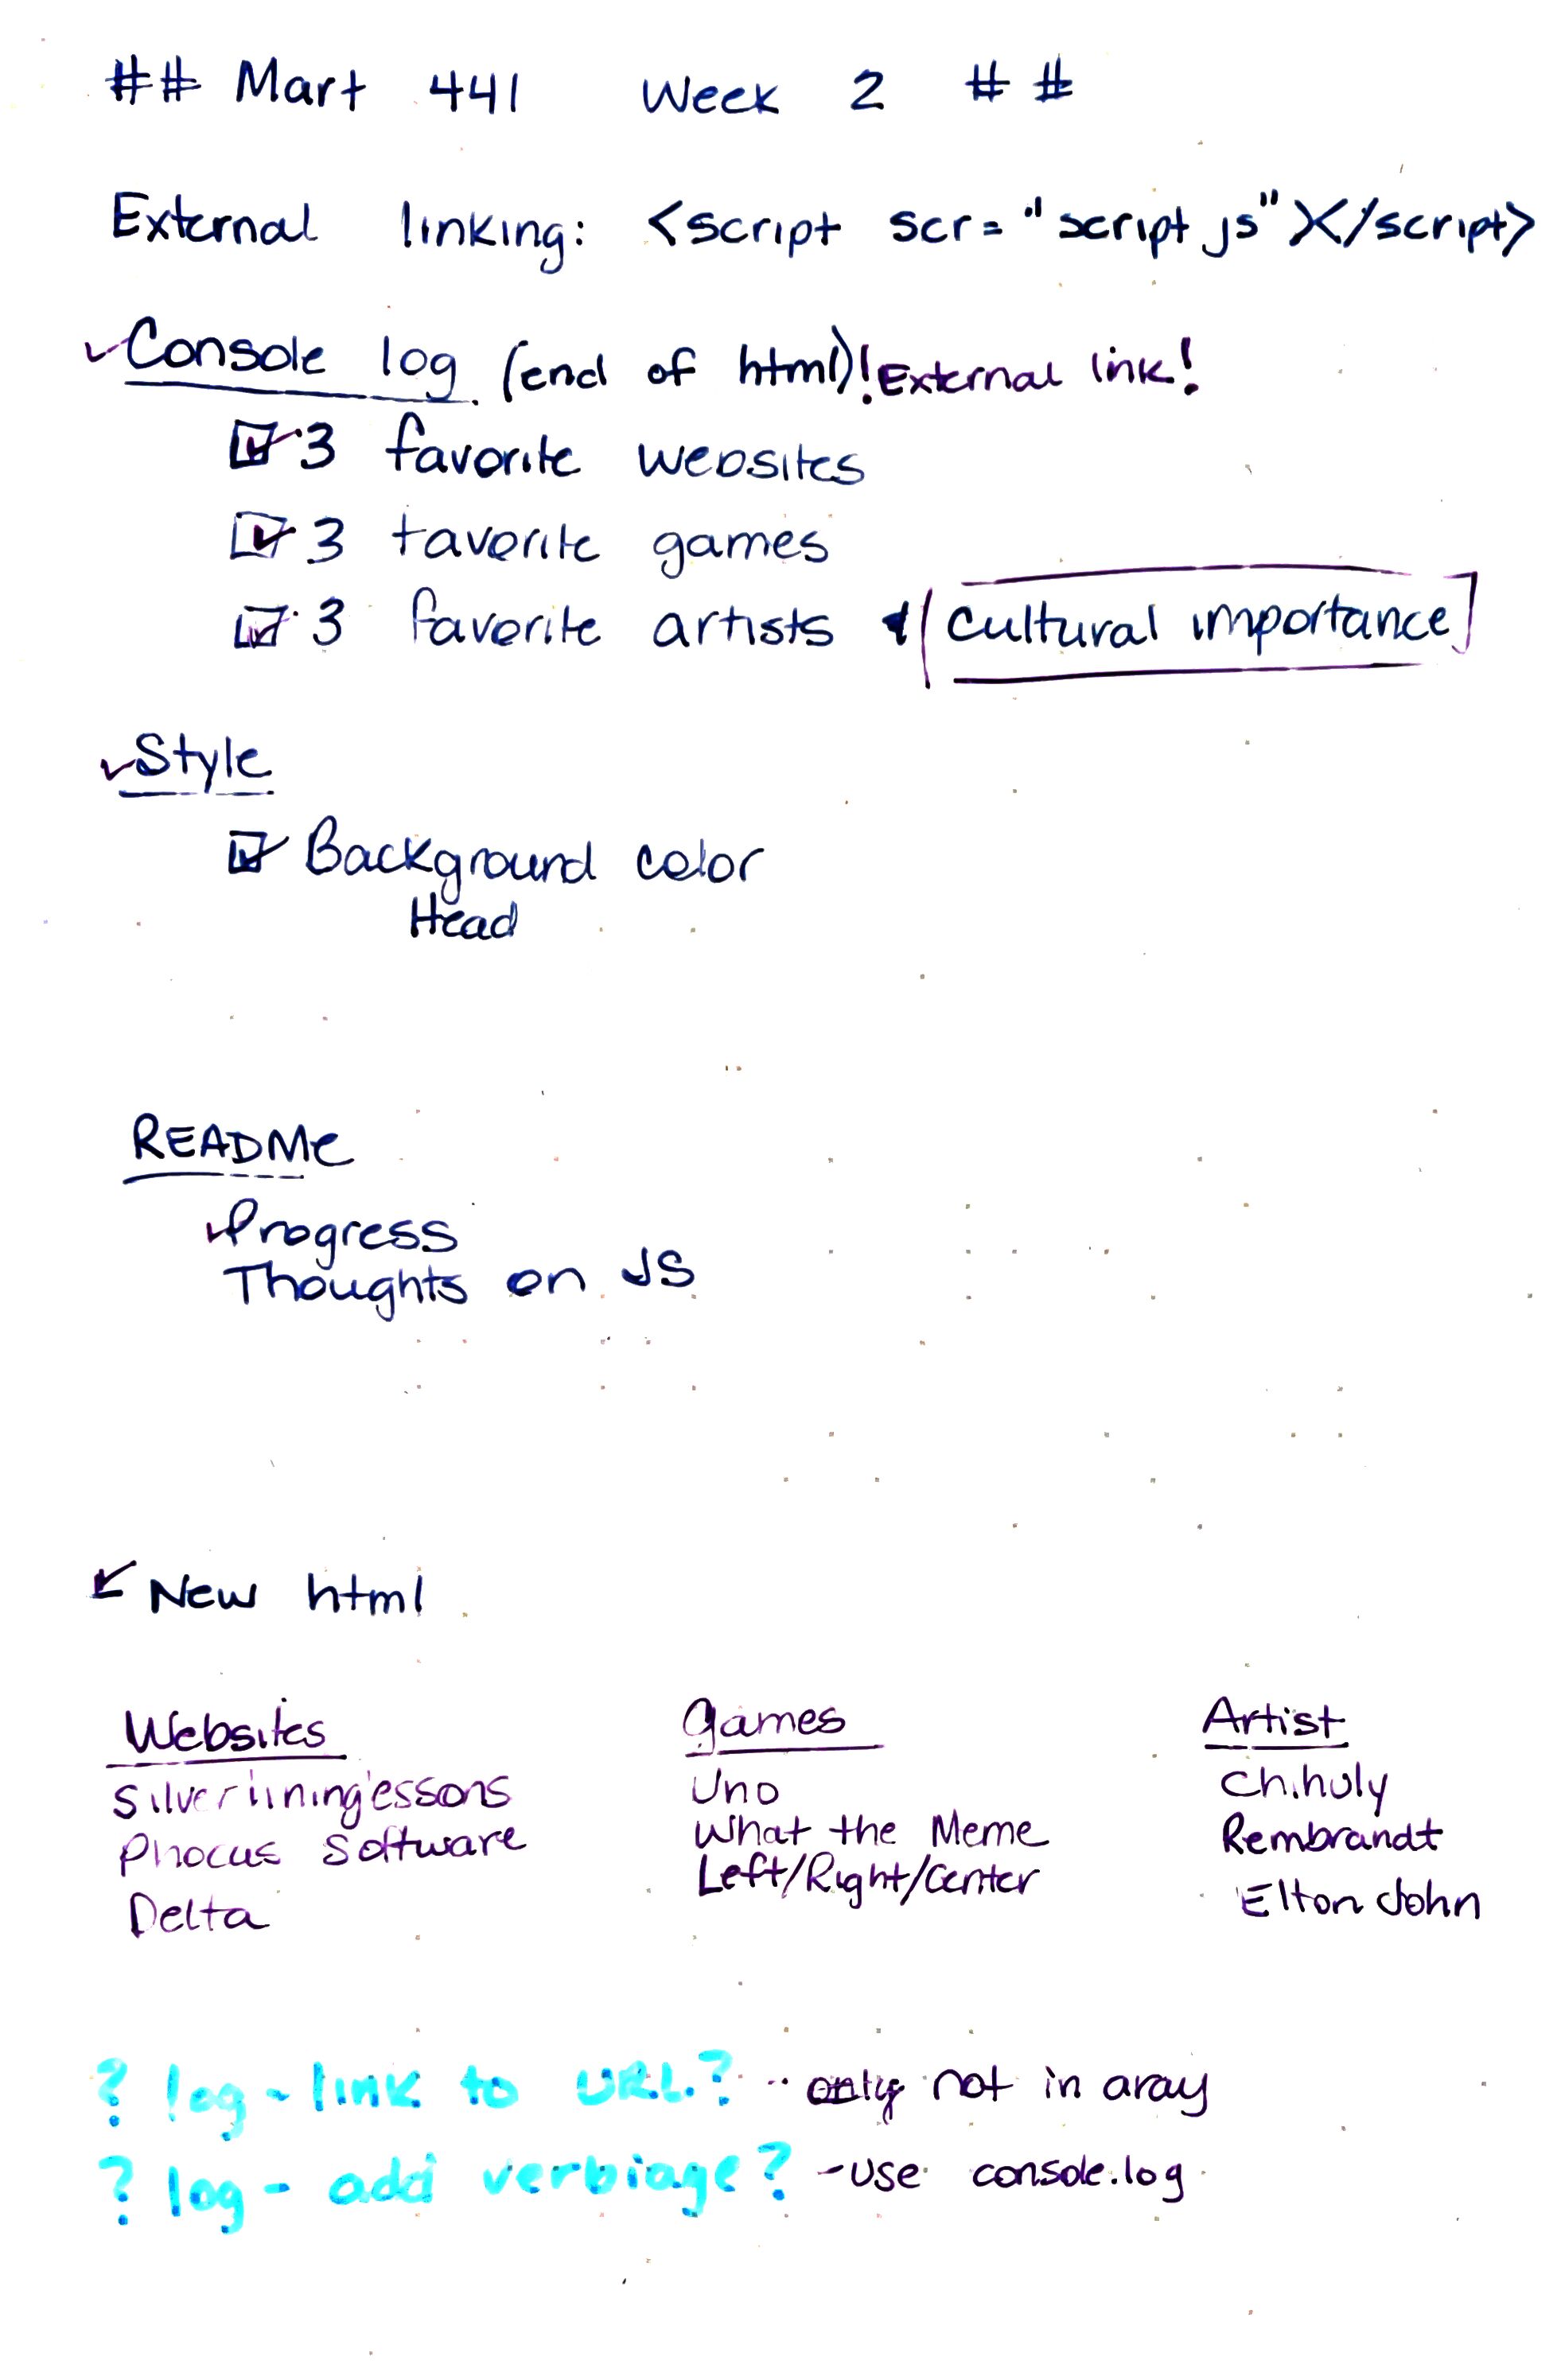 ## Mart 441 Week 2 ##
External linking: <script scr="script js"></script>
✓Console log (end of html)!External link!
☑3 favorite websites
☑3 favorite games
☑3 favorite artists [cultural importance]
✓Style
☑Background color
Head
README
✓Progress
Thoughts on JS
✓New html
Websites Games Artist
silverlininglessons Uno Chihuly
Phocus Software What the Meme Rembrandt
Delta Left/Right/Center Elton John
? log - link to URL? - only not in aray
? log - add verbiage? - use console.log